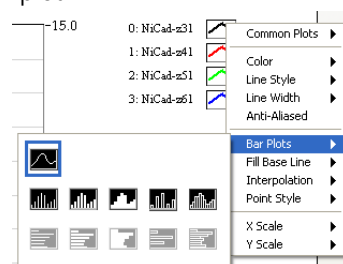 -15.0
0: NiCad-z31
1: NiCad-z41
2: NiCad-z51
3: NiCad-z61
Common Plots
Color
Line Style
Line Width
Anti-Aliased
Bar Plots
Fill Base Line
Interpolation
Point Style
X Scale
Y Scale